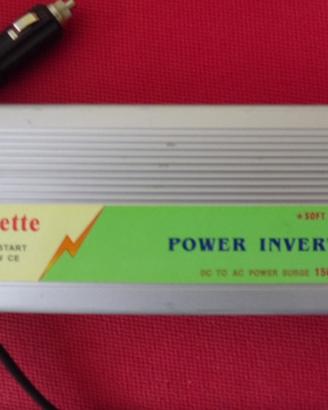 ette
START
CE
+ SOFT
POWER INVER
DC TO AC POWER SURGE 15